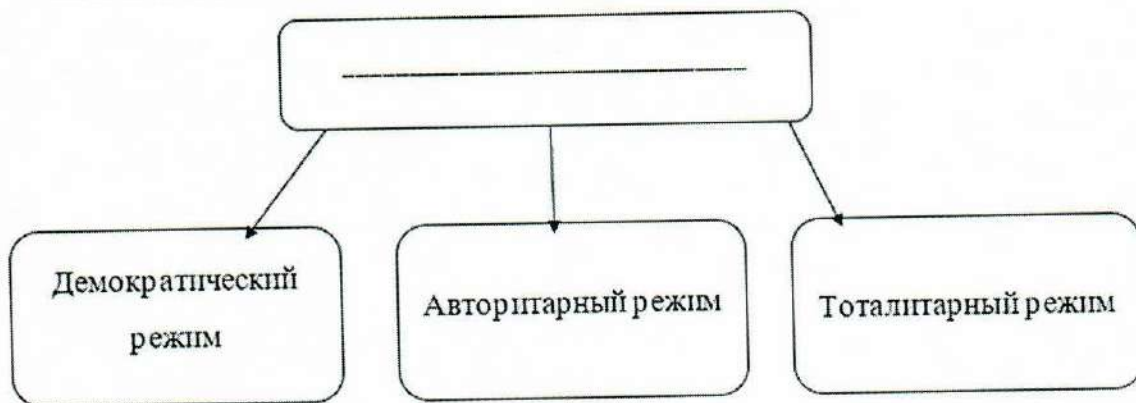 Демократический
режим
Авторитарный режим
Тоталитарный режим